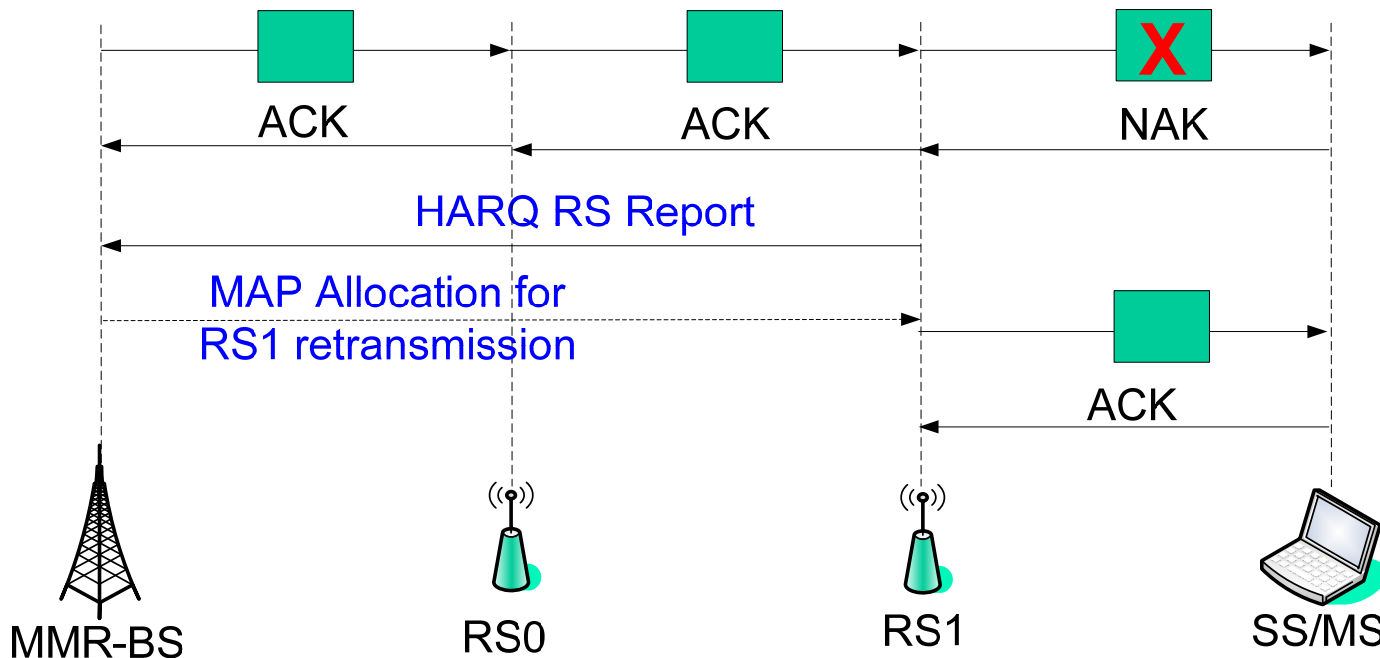 X
ACK
ACK
NAK
HARQ RS Report
MAP Allocation for
RS1 retransmission
ACK
MMR-BS
RS0
RS1
SS/MS